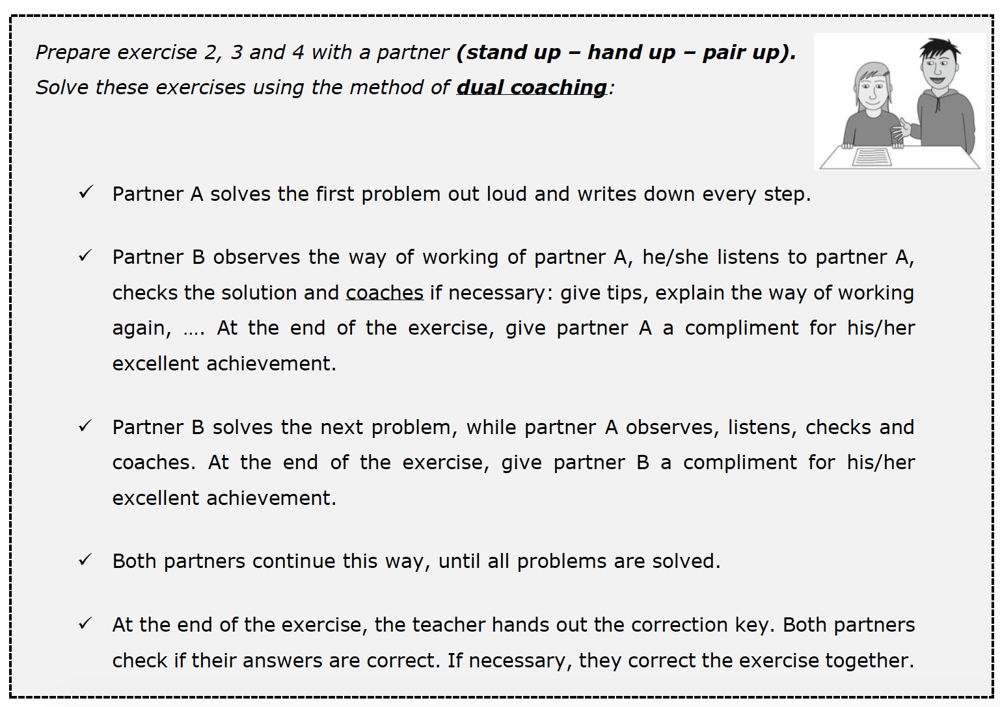 Prepare exercise 2, 3 and 4 with a partner (stand up – hand up – pair up).
Solve these exercises using the method of dual coaching:
✓ Partner A solves the first problem out loud and writes down every step.
✓ Partner B observes the way of working of partner A, he/she listens to partner A,
checks the solution and coaches if necessary: give tips, explain the way of working
again, .... At the end of the exercise, give partner A a compliment for his/her
excellent achievement.
✓ Partner B solves the next problem, while partner A observes, listens, checks and
coaches. At the end of the exercise, give partner B a compliment for his/her
excellent achievement.
✓ Both partners continue this way, until all problems are solved.
✓ At the end of the exercise, the teacher hands out the correction key. Both partners
check if their answers are correct. If necessary, they correct the exercise together.